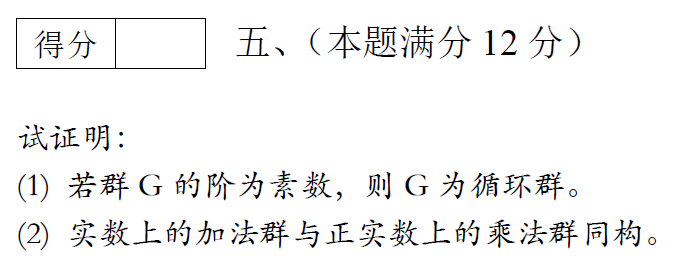 得分 五、（本题满分 12 分）
试证明：
(1) 若群 G 的阶为素数，则 G 为循环群。
(2) 实数上的加法群与正实数上的乘法群同构。